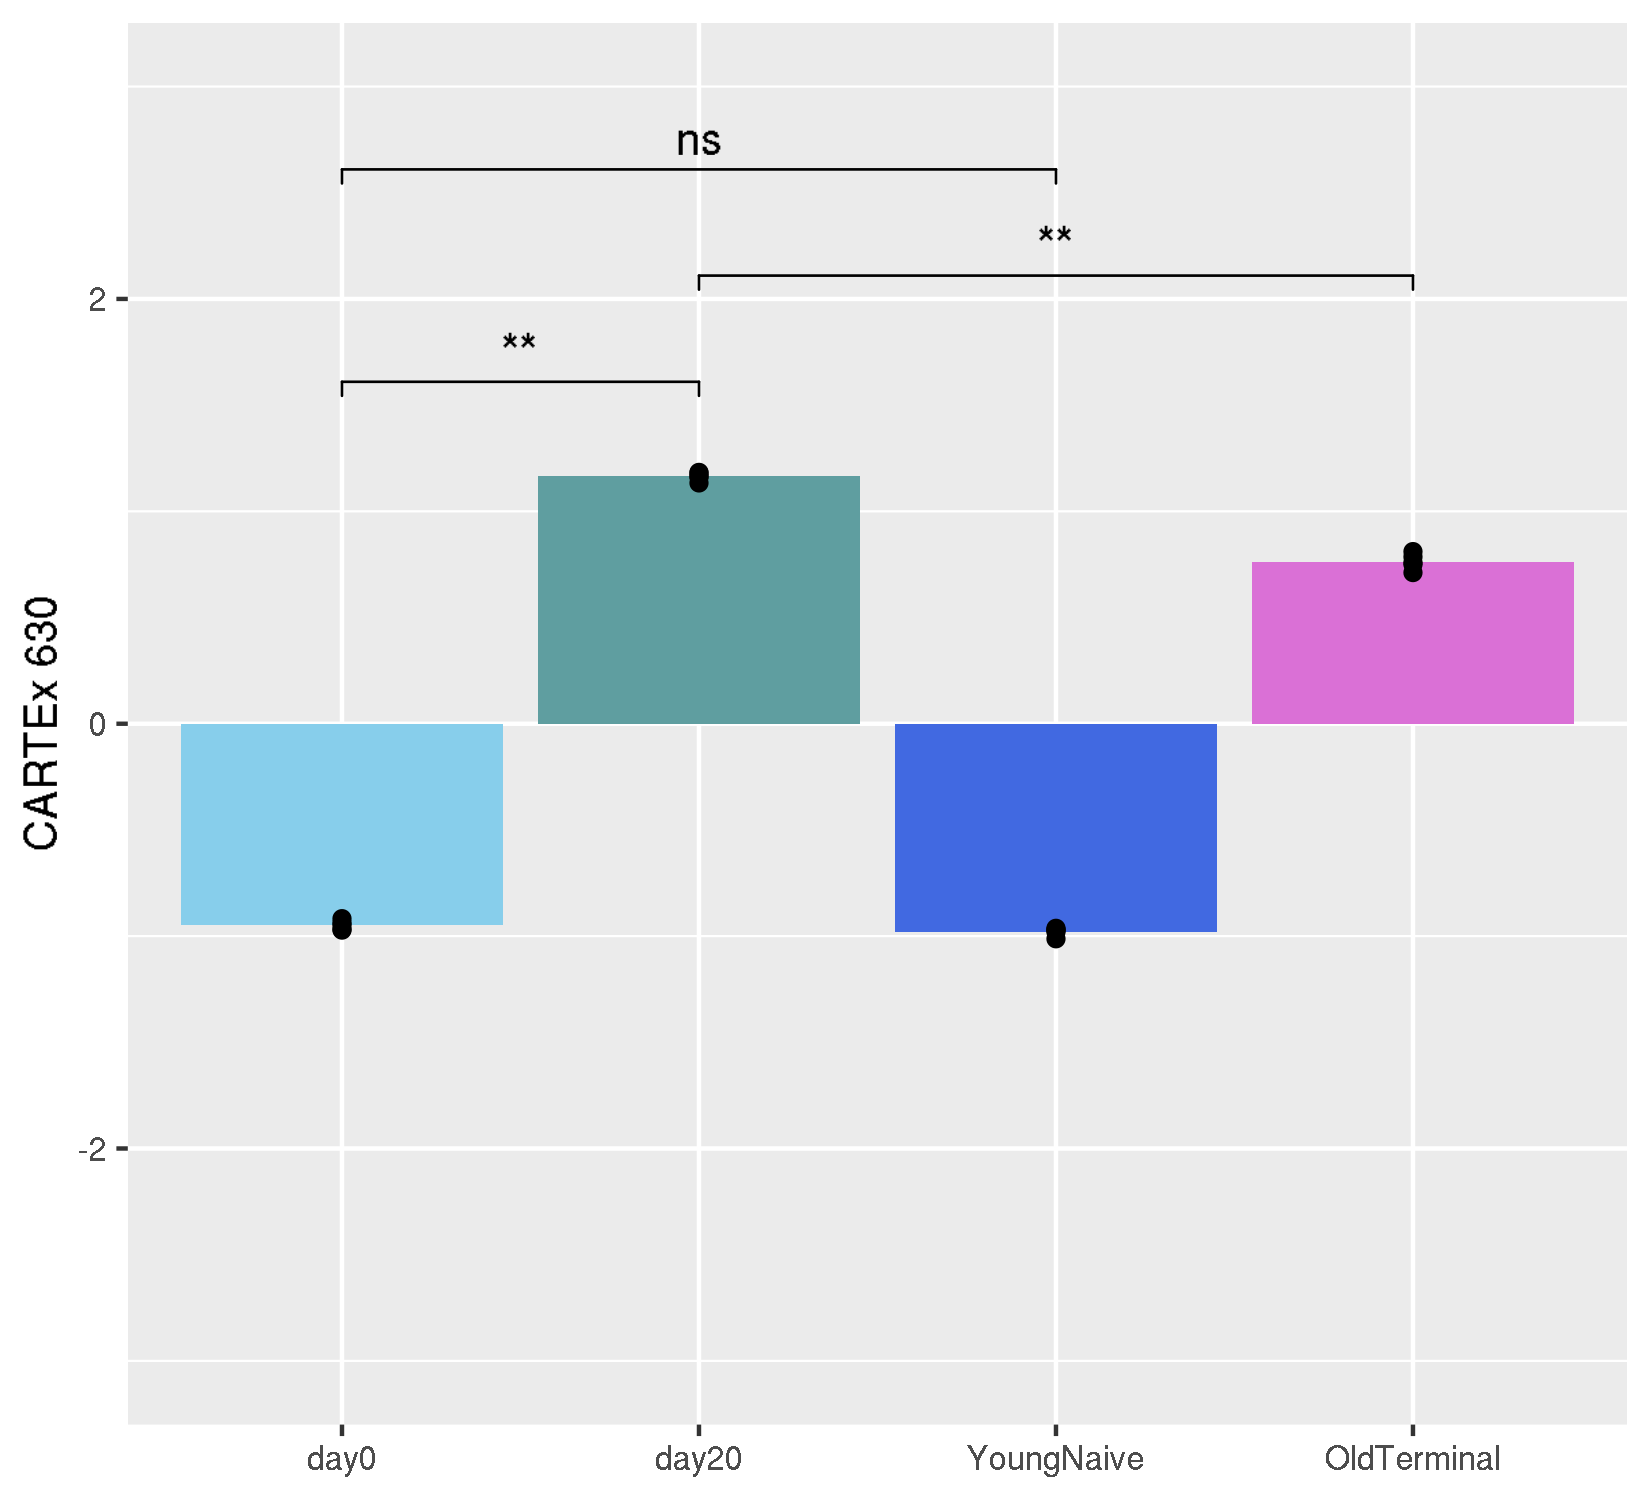 ns
**
2
**
CARTEx 630
0
-2
day0 day20 YoungNaive OldTerminal